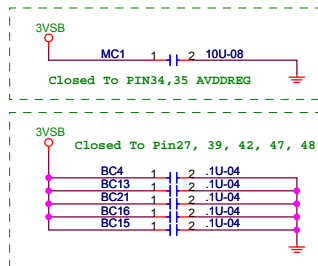 3VSB
MC1 1 2 10U-08
Closed To PIN34,35 AVDDREG
3VSB
Closed To Pin27, 39, 42, 47, 48
BC4 1 2 .1U-04
BC13 1 2 .1U-04
BC21 1 2 .1U-04
BC16 1 2 .1U-04
BC15 1 2 .1U-04